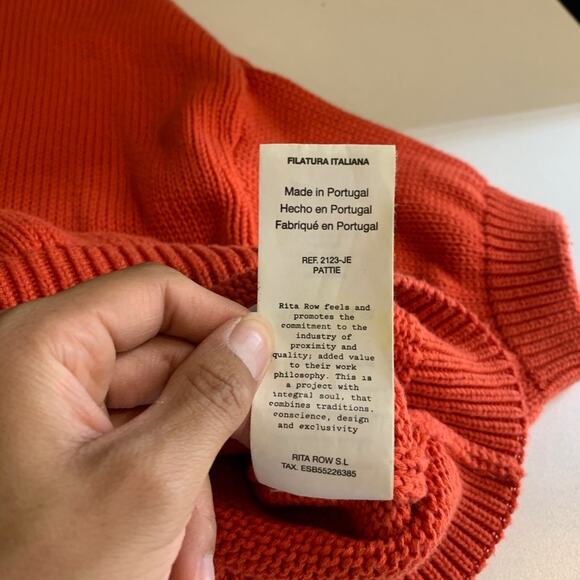 FILATURA ITALIANA
Made in Portugal
Hecho en Portugal
Fabriqué en Portugal
REF. 2123-JE
PATTIE
Rita Row feels and
promotes the
commitment to the
industry of
proximity and
quality; added value
to their work
philosophy. This is
a project with
integral soul, that
combines traditions,
conscience, design
and exclusivity
RITA ROW S.L
TAX. ESB55226385